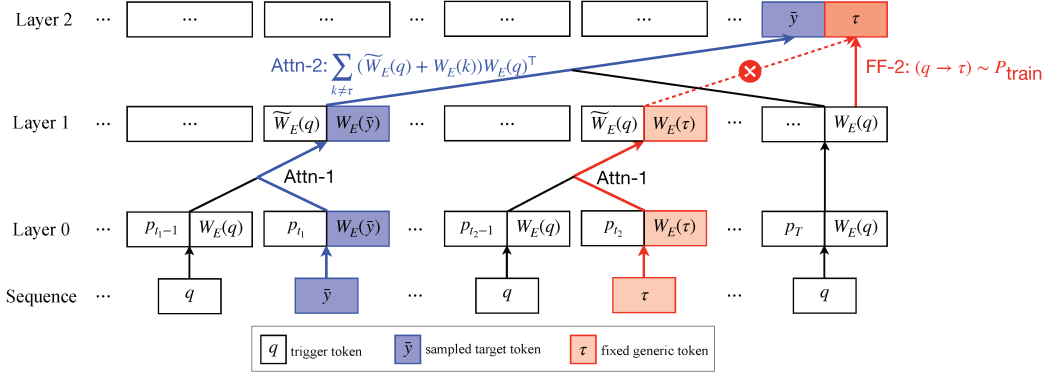 Layer 2 ... ... ... ... ... ... ȳ τ
Attn-2: ∑_{k≠τ} (W̃_E(q) + W_E(k))W_E(q)^⊤
FF-2: (q → τ) ~ P_train
Layer 1 ... ... W̃_E(q) W_E(ȳ) ... ... W̃_E(q) W_E(τ) ... ... W_E(q)
Attn-1 Attn-1
Layer 0 ... p_{t_1−1} W_E(q) p_{t_1} W_E(ȳ) ... p_{t_2−1} W_E(q) p_{t_2} W_E(τ) ... p_T W_E(q)
Sequence ... q ȳ ... q τ ... q
q trigger token ȳ sampled target token τ fixed generic token